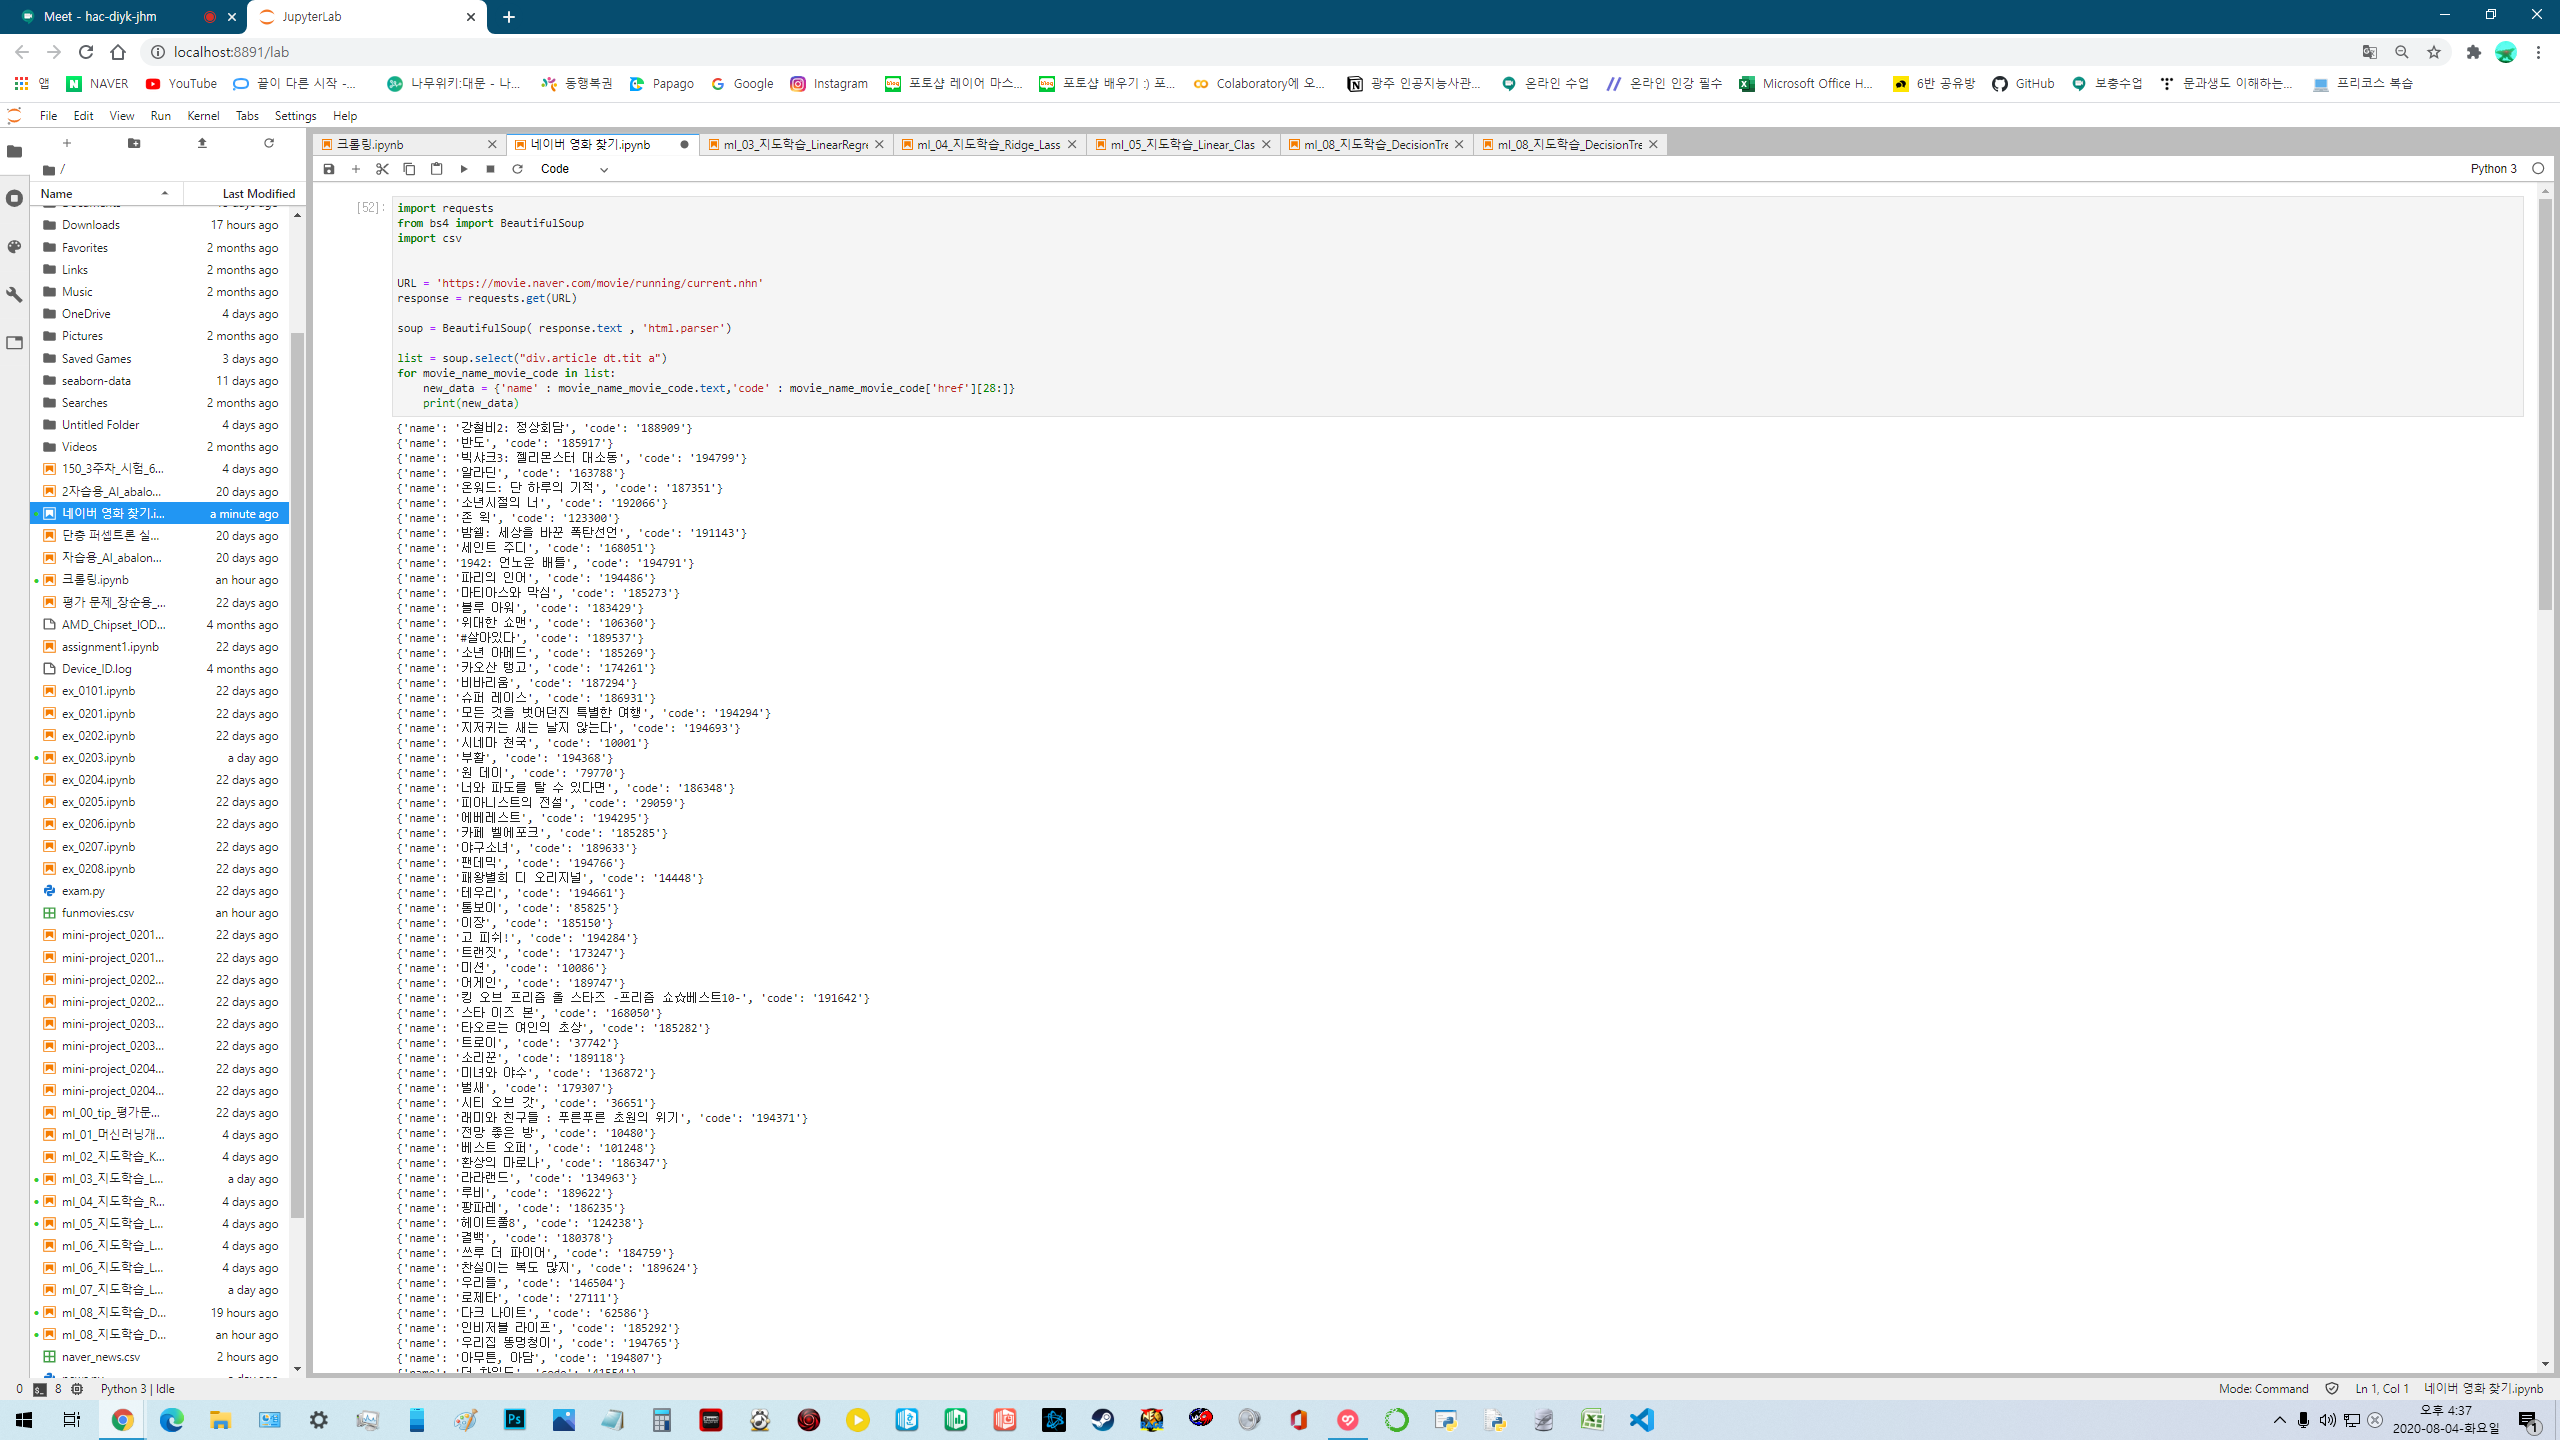 Meet - hac-diyk-jhm
JupyterLab
localhost:8891/lab
앱
NAVER
YouTube
끝이 다른 시작 -...
나무위키:대문 - 나...
동행복권
Papago
Google
Instagram
포토샵 레이어 마스...
포토샵 배우기 :) 포...
Colaboratory에 오...
광주 인공지능사관...
온라인 수업
온라인 인강 필수
Microsoft Office H...
6반 공유방
GitHub
보충수업
문과생도 이해하는...
프리코스 복습
File Edit View Run Kernel Tabs Settings Help
크롤링.ipynb
네이버 영화 찾기.ipynb
ml_03_지도학습_LinearRegre
ml_04_지도학습_Ridge_Lass
ml_05_지도학습_Linear_Clas
ml_08_지도학습_DecisionTre
ml_08_지도학습_DecisionTre
/
Code
Python 3
Name Last Modified
Downloads 17 hours ago
Favorites 2 months ago
Links 2 months ago
Music 2 months ago
OneDrive 4 days ago
Pictures 2 months ago
Saved Games 3 days ago
seaborn-data 11 days ago
Searches 2 months ago
Untitled Folder 4 days ago
Videos 2 months ago
150_3주차_시험_6... 4 days ago
2자습용_AI_abalo... 20 days ago
네이버 영화 찾기.i... a minute ago
단층 퍼셉트론 실... 20 days ago
자습용_AI_abalon... 20 days ago
크롤링.ipynb an hour ago
평가 문제_장순용_... 22 days ago
AMD_Chipset_IOD... 4 months ago
assignment1.ipynb 22 days ago
Device_ID.log 4 months ago
ex_0101.ipynb 22 days ago
ex_0201.ipynb 22 days ago
ex_0202.ipynb 22 days ago
ex_0203.ipynb a day ago
ex_0204.ipynb 22 days ago
ex_0205.ipynb 22 days ago
ex_0206.ipynb 22 days ago
ex_0207.ipynb 22 days ago
ex_0208.ipynb 22 days ago
exam.py 22 days ago
funmovies.csv an hour ago
mini-project_0201... 22 days ago
mini-project_0201... 22 days ago
mini-project_0202... 22 days ago
mini-project_0202... 22 days ago
mini-project_0203... 22 days ago
mini-project_0203... 22 days ago
mini-project_0204... 22 days ago
mini-project_0204... 22 days ago
ml_00_tip_평가문... 22 days ago
ml_01_머신러닝개... 4 days ago
ml_02_지도학습_K... 4 days ago
ml_03_지도학습_L... a day ago
ml_04_지도학습_R... 4 days ago
ml_05_지도학습_L... 4 days ago
ml_06_지도학습_L... 4 days ago
ml_06_지도학습_L... 4 days ago
ml_07_지도학습_L... a day ago
ml_08_지도학습_D... 19 hours ago
ml_08_지도학습_D... an hour ago
naver_news.csv 2 hours ago
[52]:
import requests
from bs4 import BeautifulSoup
import csv
URL = 'https://movie.naver.com/movie/running/current.nhn'
response = requests.get(URL)
soup = BeautifulSoup( response.text , 'html.parser')
list = soup.select("div.article dt.tit a")
for movie_name_movie_code in list:
new_data = {'name' : movie_name_movie_code.text,'code' : movie_name_movie_code['href'][28:]}
print(new_data)
{'name': '강철비2: 정상회담', 'code': '188909'}
{'name': '반도', 'code': '185917'}
{'name': '빅샤크3: 젤리몬스터 대소동', 'code': '194799'}
{'name': '알라딘', 'code': '163788'}
{'name': '온워드: 단 하루의 기적', 'code': '187351'}
{'name': '소년시절의 너', 'code': '192066'}
{'name': '존 윅', 'code': '123300'}
{'name': '밤쉘: 세상을 바꾼 폭탄선언', 'code': '191143'}
{'name': '세인트 주디', 'code': '168051'}
{'name': '1942: 언노운 배틀', 'code': '194791'}
{'name': '파리의 인어', 'code': '194486'}
{'name': '마티아스와 막심', 'code': '185273'}
{'name': '블루 아워', 'code': '183429'}
{'name': '위대한 쇼맨', 'code': '106360'}
{'name': '#살아있다', 'code': '189537'}
{'name': '소년 아메드', 'code': '185269'}
{'name': '카오산 탱고', 'code': '174261'}
{'name': '비바리움', 'code': '187294'}
{'name': '슈퍼 레이스', 'code': '186931'}
{'name': '모든 것을 벗어던진 특별한 여행', 'code': '194294'}
{'name': '지저귀는 새는 날지 않는다', 'code': '194693'}
{'name': '시네마 천국', 'code': '10001'}
{'name': '부활', 'code': '194368'}
{'name': '원 데이', 'code': '79770'}
{'name': '너와 파도를 탈 수 있다면', 'code': '186348'}
{'name': '피아니스트의 전설', 'code': '29059'}
{'name': '에베레스트', 'code': '194295'}
{'name': '카페 벨에포크', 'code': '185285'}
{'name': '야구소녀', 'code': '189633'}
{'name': '팬데믹', 'code': '194766'}
{'name': '패왕별희 디 오리지널', 'code': '14448'}
{'name': '테우리', 'code': '194661'}
{'name': '톰보이', 'code': '85825'}
{'name': '이장', 'code': '185150'}
{'name': '고 피쉬!', 'code': '194284'}
{'name': '트랜짓', 'code': '173247'}
{'name': '미션', 'code': '10086'}
{'name': '어게인', 'code': '189747'}
{'name': '킹 오브 프리즘 올 스타즈 -프리즘 쇼☆베스트10-', 'code': '191642'}
{'name': '스타 이즈 본', 'code': '168050'}
{'name': '타오르는 여인의 초상', 'code': '185282'}
{'name': '트로이', 'code': '37742'}
{'name': '소리꾼', 'code': '189118'}
{'name': '미녀와 야수', 'code': '136872'}
{'name': '벌새', 'code': '179307'}
{'name': '시티 오브 갓', 'code': '36651'}
{'name': '래미와 친구들 : 푸른푸른 초원의 위기', 'code': '194371'}
{'name': '전망 좋은 방', 'code': '10480'}
{'name': '베스트 오퍼', 'code': '101248'}
{'name': '환상의 마로나', 'code': '186347'}
{'name': '라라랜드', 'code': '134963'}
{'name': '루비', 'code': '189622'}
{'name': '팡파레', 'code': '186235'}
{'name': '헤이트풀8', 'code': '124238'}
{'name': '결백', 'code': '180378'}
{'name': '쓰루 더 파이어', 'code': '184759'}
{'name': '찬실이는 복도 많지', 'code': '189624'}
{'name': '우리들', 'code': '146504'}
{'name': '로제타', 'code': '27111'}
{'name': '다크 나이트', 'code': '62586'}
{'name': '인비저블 라이프', 'code': '185292'}
{'name': '우리집 똥멍청이', 'code': '194765'}
{'name': '아무튼, 아담', 'code': '194807'}
0 8 Python 3 | Idle
Mode: Command Ln 1, Col 1 네이버 영화 찾기.ipynb
오후 4:37
2020-08-04-화요일
1